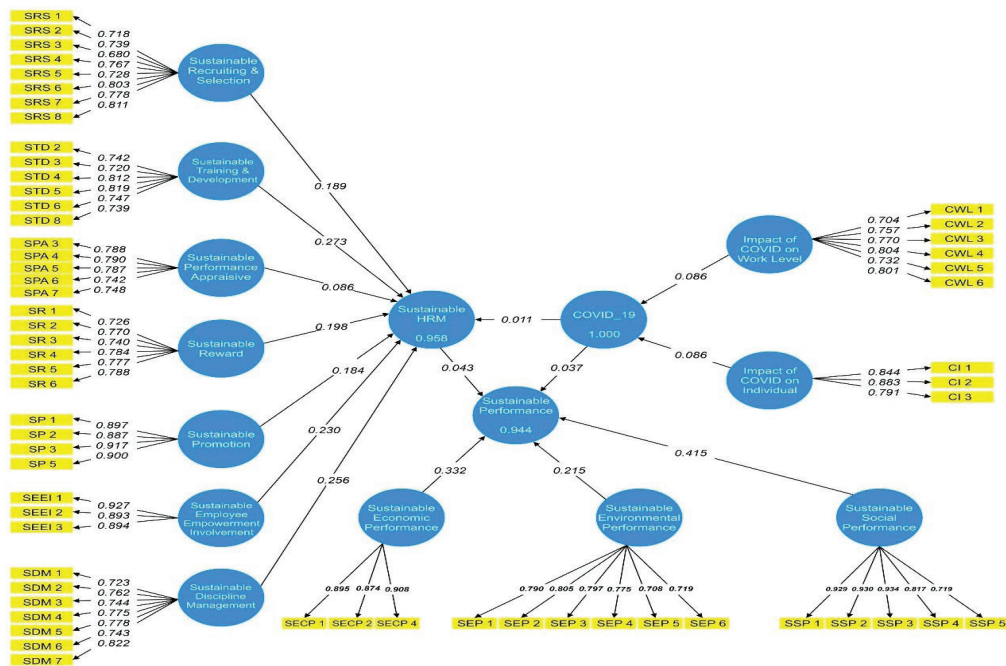 SRS 1
SRS 2
SRS 3
SRS 4
SRS 5
SRS 6
SRS 7
SRS 8
0.718
0.739
0.680
0.767
0.728
0.803
0.778
0.811
Sustainable
Recruiting &
Selection
0.189
STD 2
STD 3
STD 4
STD 5
STD 6
STD 8
0.742
0.720
0.812
0.819
0.747
0.739
Sustainable
Training &
Development
0.273
SPA 3
SPA 4
SPA 5
SPA 6
SPA 7
0.788
0.790
0.787
0.742
0.748
Sustainable
Performance
Appraisive
0.086
SR 1
SR 2
SR 3
SR 4
SR 5
SR 6
0.726
0.770
0.740
0.784
0.777
0.788
Sustainable
Reward
0.198
SP 1
SP 2
SP 3
SP 5
0.897
0.887
0.917
0.900
Sustainable
Promotion
0.184
SEEI 1
SEEI 2
SEEI 3
0.927
0.893
0.894
Sustainable
Employee
Empowerment
Involvement
0.230
SDM 1
SDM 2
SDM 3
SDM 4
SDM 5
SDM 6
SDM 7
0.723
0.762
0.744
0.775
0.778
0.743
0.822
Sustainable
Discipline
Management
0.256
Sustainable
HRM
0.958
0.011
COVID_19
1.000
0.043
0.037
Sustainable
Performance
0.944
Impact of
COVID on
Work Level
0.086
0.704
0.757
0.770
0.804
0.732
0.801
CWL 1
CWL 2
CWL 3
CWL 4
CWL 5
CWL 6
Impact of
COVID on
Individual
0.086
0.844
0.883
0.791
CI 1
CI 2
CI 3
0.332
0.215
0.415
Sustainable
Economic
Performance
0.895
0.874
0.908
SECP 1
SECP 2
SECP 4
Sustainable
Environmental
Performance
0.790
0.805
0.797
0.775
0.708
0.719
SEP 1
SEP 2
SEP 3
SEP 4
SEP 5
SEP 6
Sustainable
Social
Performance
0.929
0.930
0.934
0.817
0.719
SSP 1
SSP 2
SSP 3
SSP 4
SSP 5